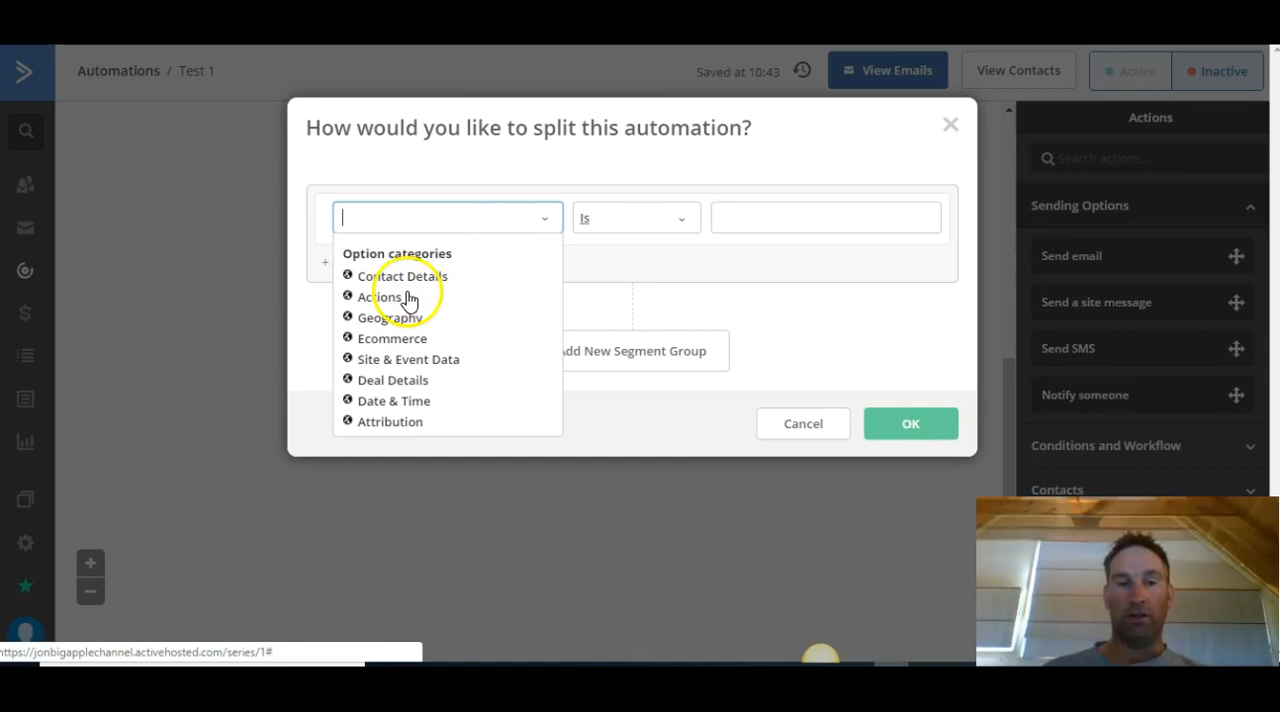 Automations / Test 1
Saved at 10:43
View Emails
View Contacts
Active
Inactive
How would you like to split this automation?
Is
Option categories
Contact Details
Actions
Geography
Ecommerce
Site & Event Data
Deal Details
Date & Time
Attribution
+
Add New Segment Group
Cancel
OK
Actions
Search actions...
Sending Options
Send email
Send a site message
Send SMS
Notify someone
Conditions and Workflow
Contacts
https://jonbigapplechannel.activehosted.com/series/1#